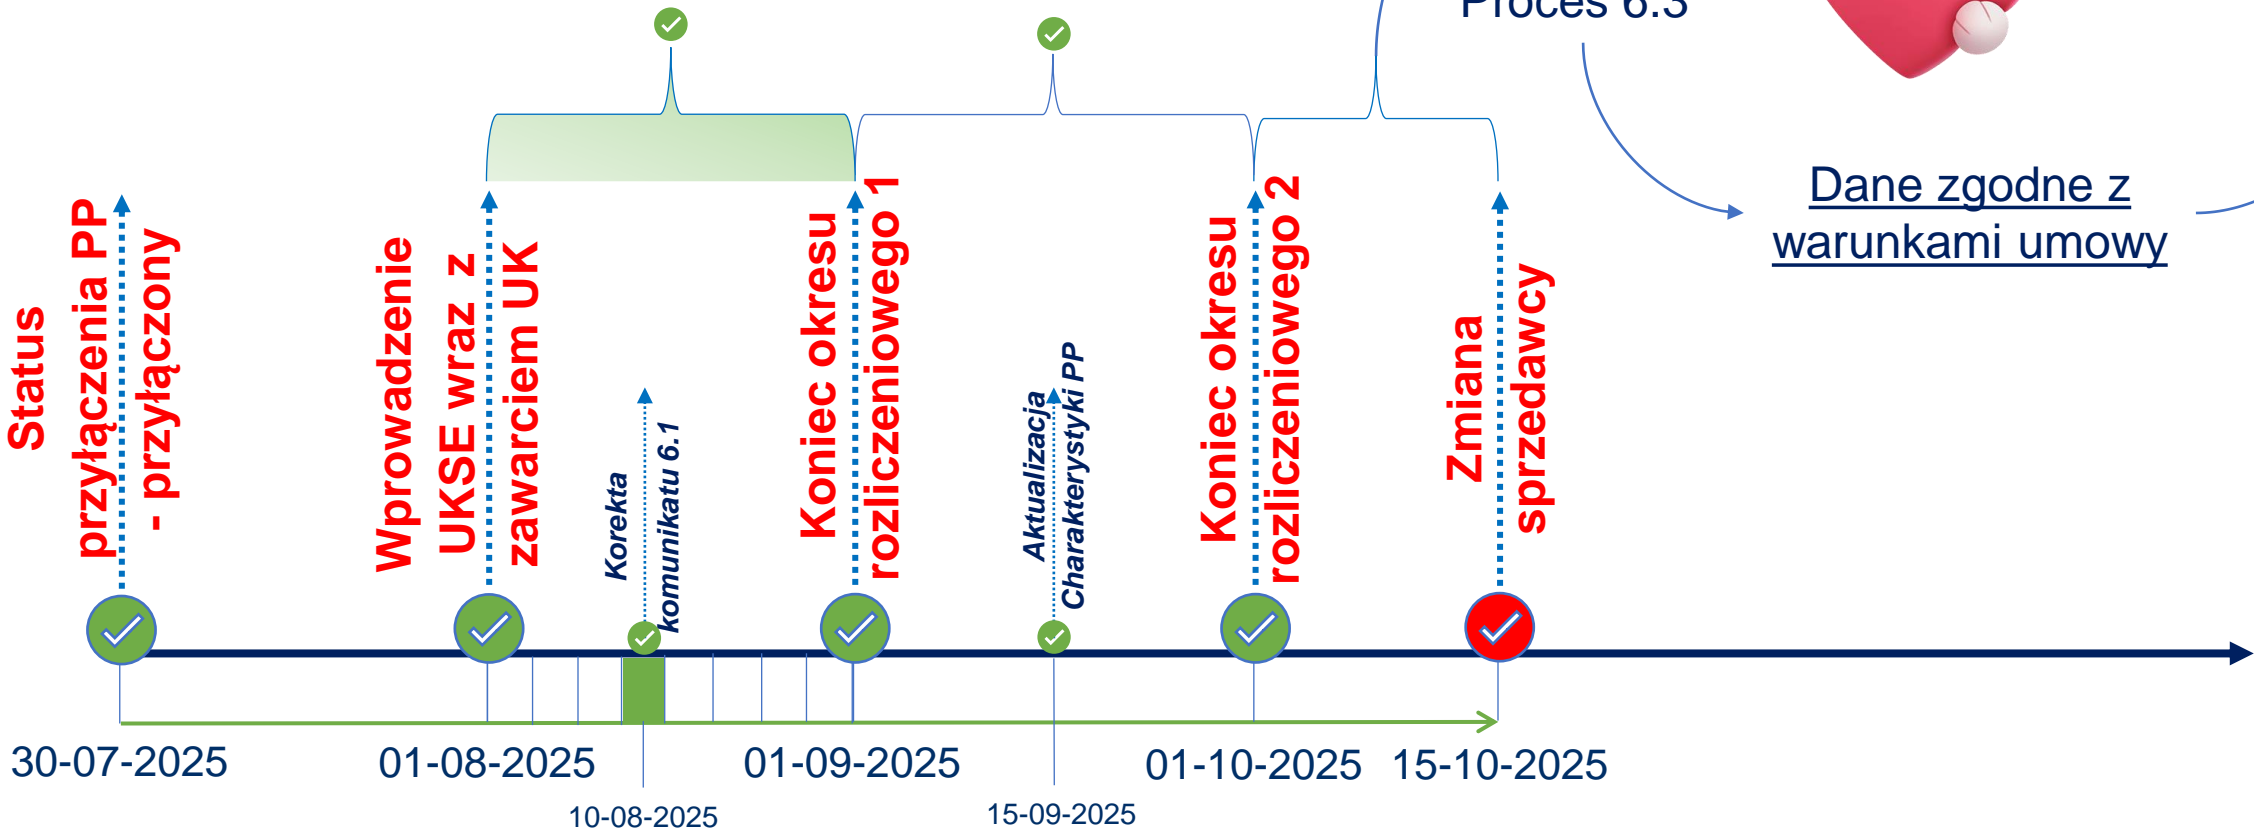 Proces 6.3
Dane zgodne z
warunkami umowy
Status
przyłączenia PP
- przyłączony
Wprowadzenie
UKSE wraz z
zawarciem UK
Korekta
komunikatu 6.1
Koniec okresu
rozliczeniowego 1
Aktualizacja
Charakterystyki PP
Koniec okresu
rozliczeniowego 2
Zmiana
sprzedawcy
30-07-2025
01-08-2025
01-09-2025
01-10-2025
15-10-2025
10-08-2025
15-09-2025